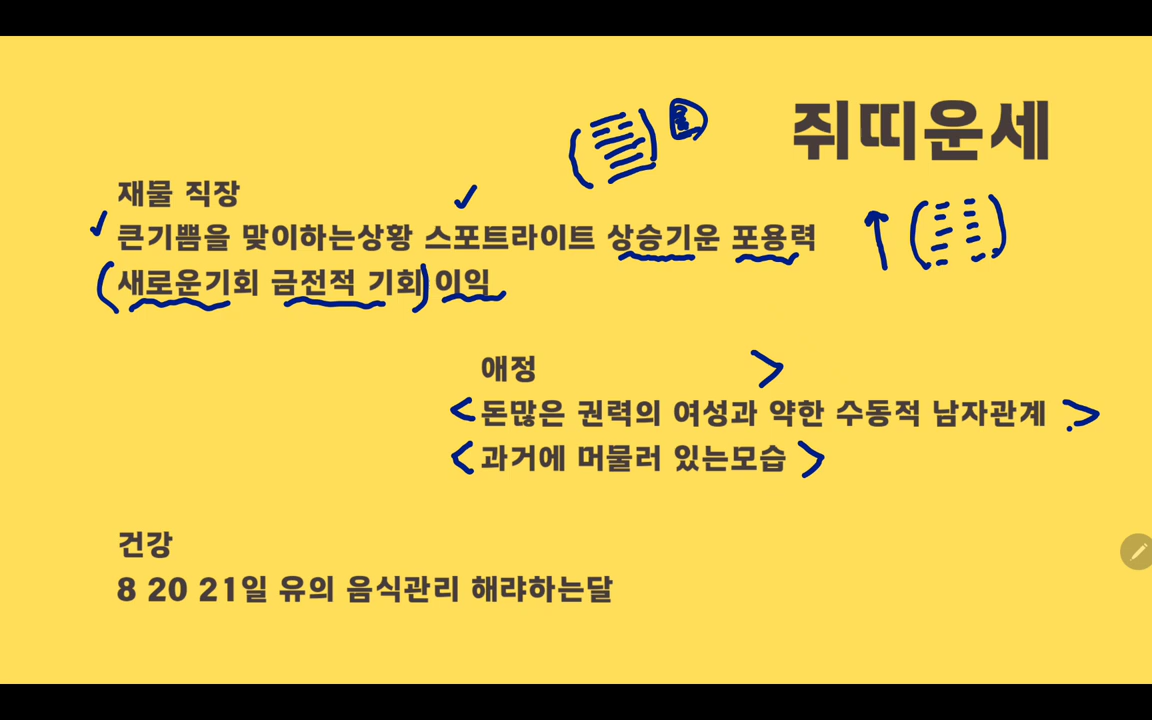 쥐띠운세
재물 직장
큰기쁨을 맞이하는상황 스포트라이트 상승기운 포용력
새로운기회 금전적 기회 이익
애정
돈많은 권력의 여성과 약한 수동적 남자관계
과거에 머물러 있는모습
건강
8 20 21일 유의 음식관리 해랴하는달